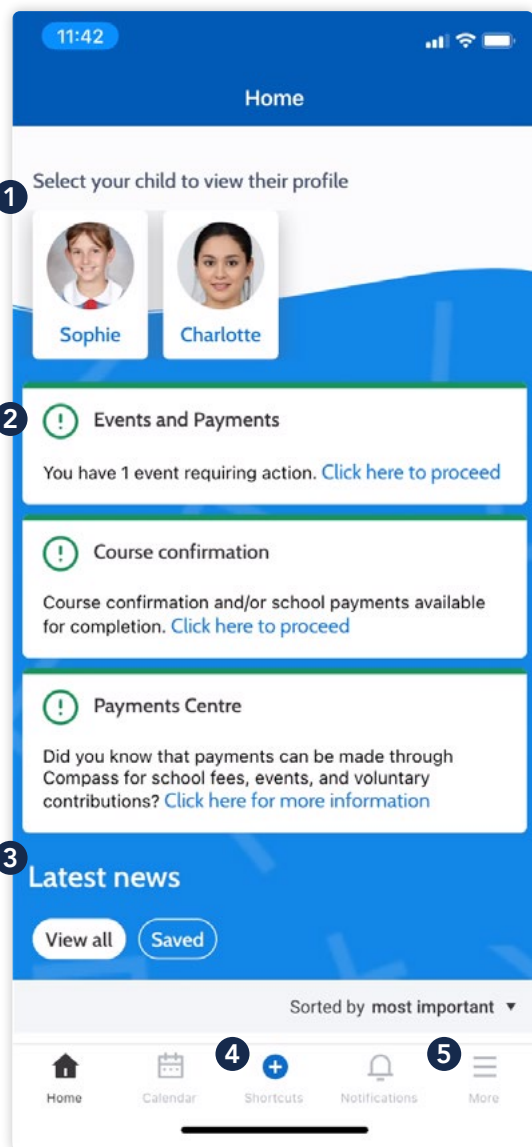 11:42
Home
1
Select your child to view their profile
Sophie Charlotte
2
Events and Payments
You have 1 event requiring action. Click here to proceed
Course confirmation
Course confirmation and/or school payments available
for completion. Click here to proceed
Payments Centre
Did you know that payments can be made through
Compass for school fees, events, and voluntary
contributions? Click here for more information
3
Latest news
View all Saved
Sorted by most important
4 5
Home Calendar Shortcuts Notifications More